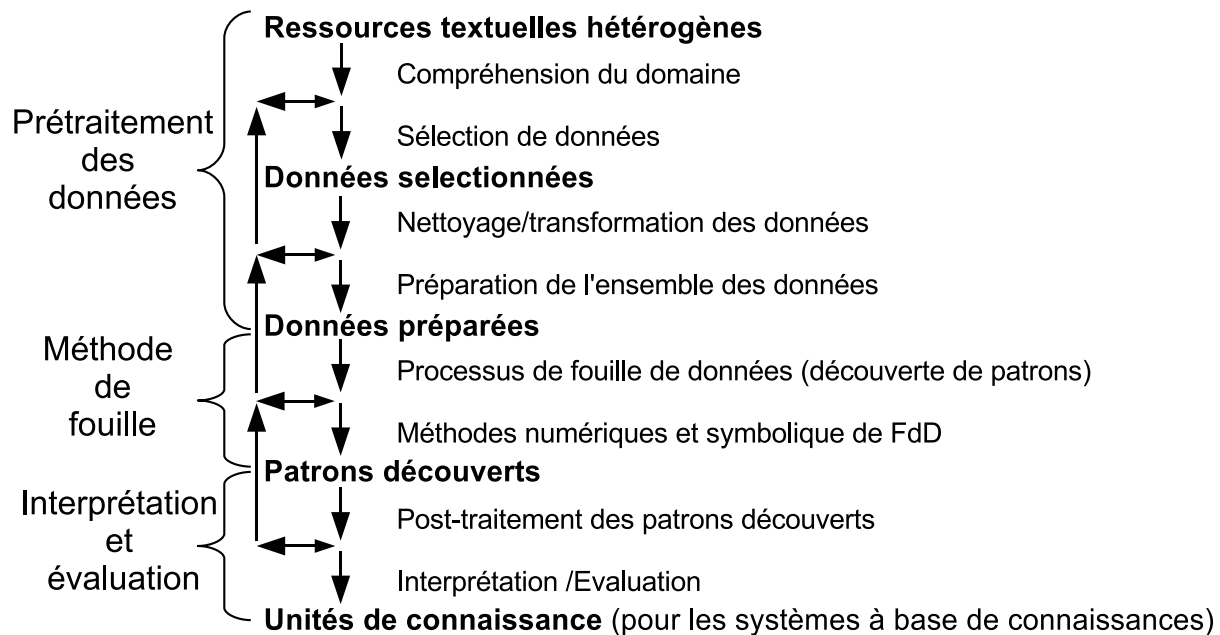 Ressources textuelles hétérogènes
Compréhension du domaine
Prétraitement
des
données
Sélection de données
Données selectionnées
Nettoyage/transformation des données
Préparation de l'ensemble des données
Données préparées
Méthode
de
fouille
Processus de fouille de données (découverte de patrons)
Méthodes numériques et symbolique de FdD
Patrons découverts
Interprétation
et
évaluation
Post-traitement des patrons découverts
Interprétation /Evaluation
Unités de connaissance (pour les systèmes à base de connaissances)